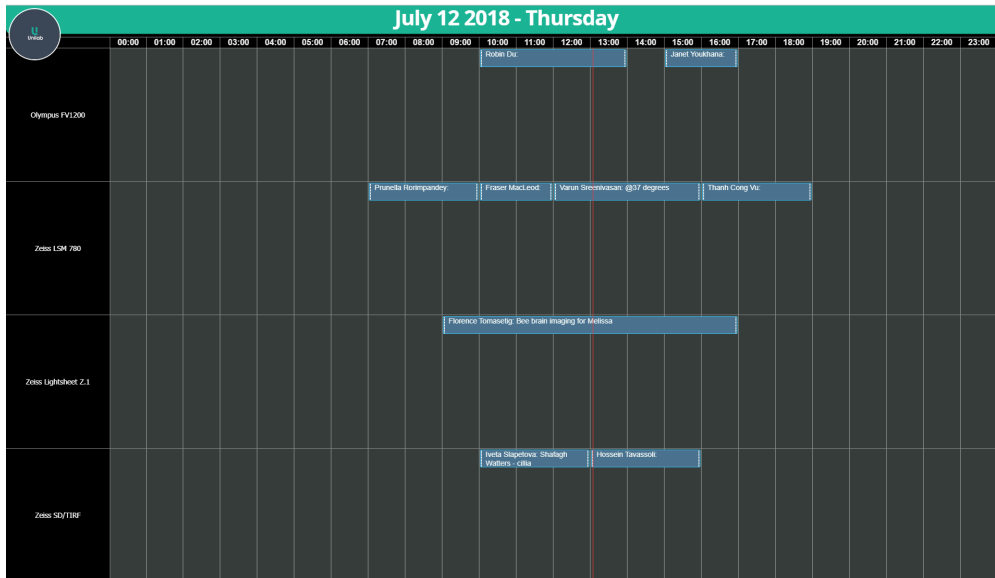 July 12 2018 - Thursday
Unilab
00:00 01:00 02:00 03:00 04:00 05:00 06:00 07:00 08:00 09:00 10:00 11:00 12:00 13:00 14:00 15:00 16:00 17:00 18:00 19:00 20:00 21:00 22:00 23:00
Robin Du: Janet Youkhana:
Olympus FV1200
Prunella Rorimpandey: Fraser MacLeod: Varun Sreenivasan: @37 degrees Thanh Cong Vu:
Zeiss LSM 780
Florence Tomasetig: Bee brain imaging for Melissa
Zeiss Lightsheet Z.1
Iveta Slapetova: Shafagh Hossein Tavassoli:
Watters - cillia
Zeiss SD/TIRF